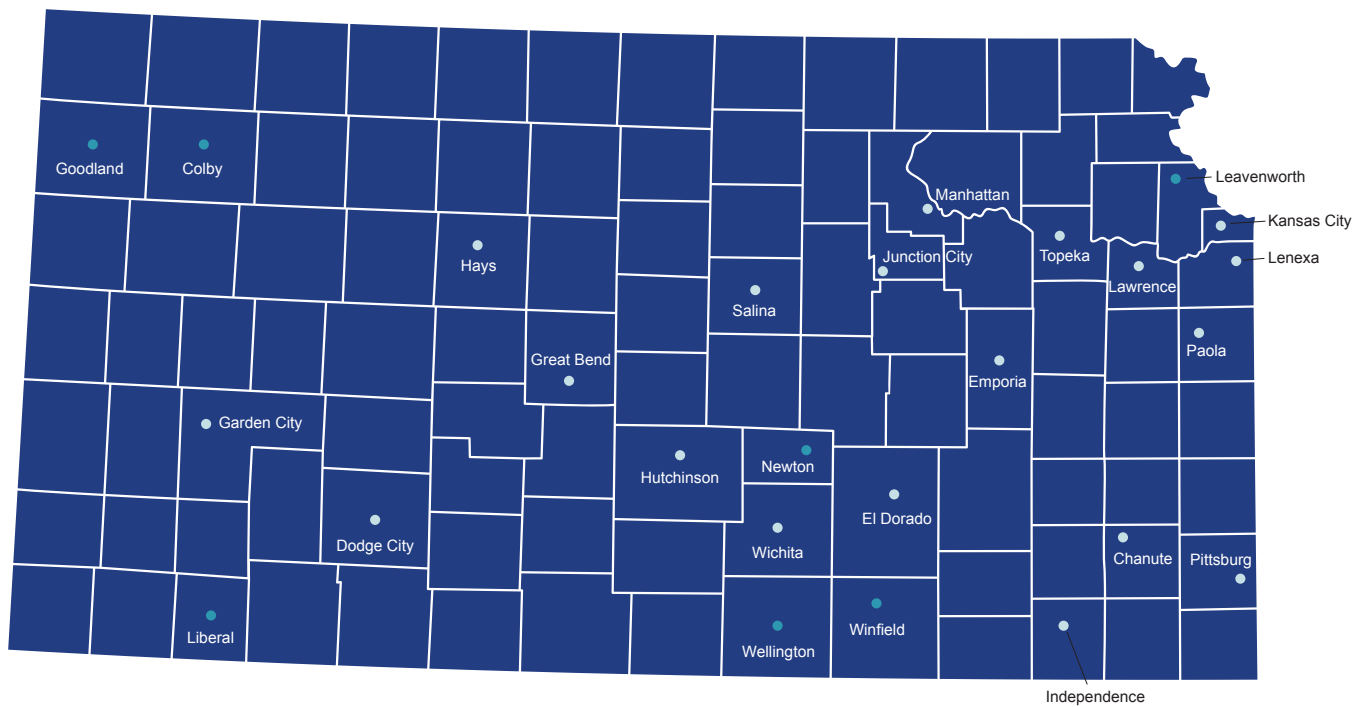 Goodland
Colby
Leavenworth
Manhattan
Kansas City
Hays
Junction City
Topeka
Lenexa
Lawrence
Salina
Great Bend
Paola
Emporia
Garden City
Newton
Hutchinson
El Dorado
Dodge City
Wichita
Chanute
Pittsburg
Liberal
Winfield
Wellington
Independence